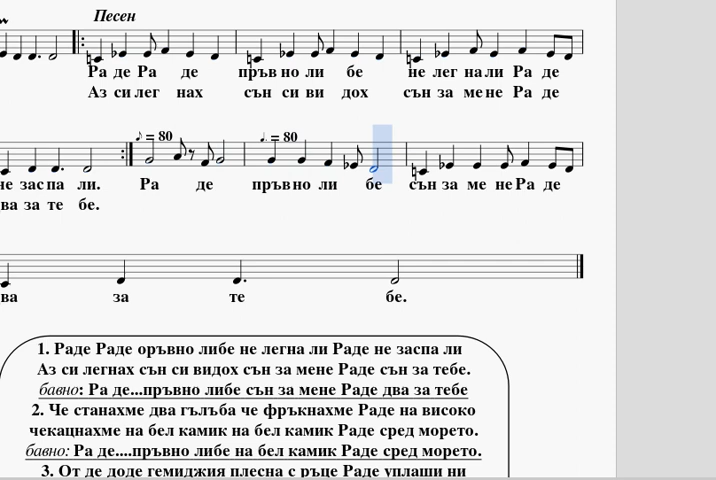 Песен
Ра де Ра де пръв но ли бе не лег на ли Ра де
Аз си лег нах сън си ви дох сън за ме не Ра де
= 80 = 80
не зас па ли. Ра де пръв но ли бе сън за ме не Ра де
ва за те бе.
ва за те бе.
1. Раде Раде оръвно либе не легна ли Раде не заспа ли
Аз си легнах сън си видох сън за мене Раде сън за тебе.
бавно: Ра де...пръвно либе сън за мене Раде два за тебе
2. Че станахме два гълъба че фръкнахме Раде на високо
чекацнахме на бел камик на бел камик Раде сред морето.
бавно: Ра де....пръвно либе на бел камик Раде сред морето.
3. От де доде гемиджия плесна с ръце Раде уплаши ни